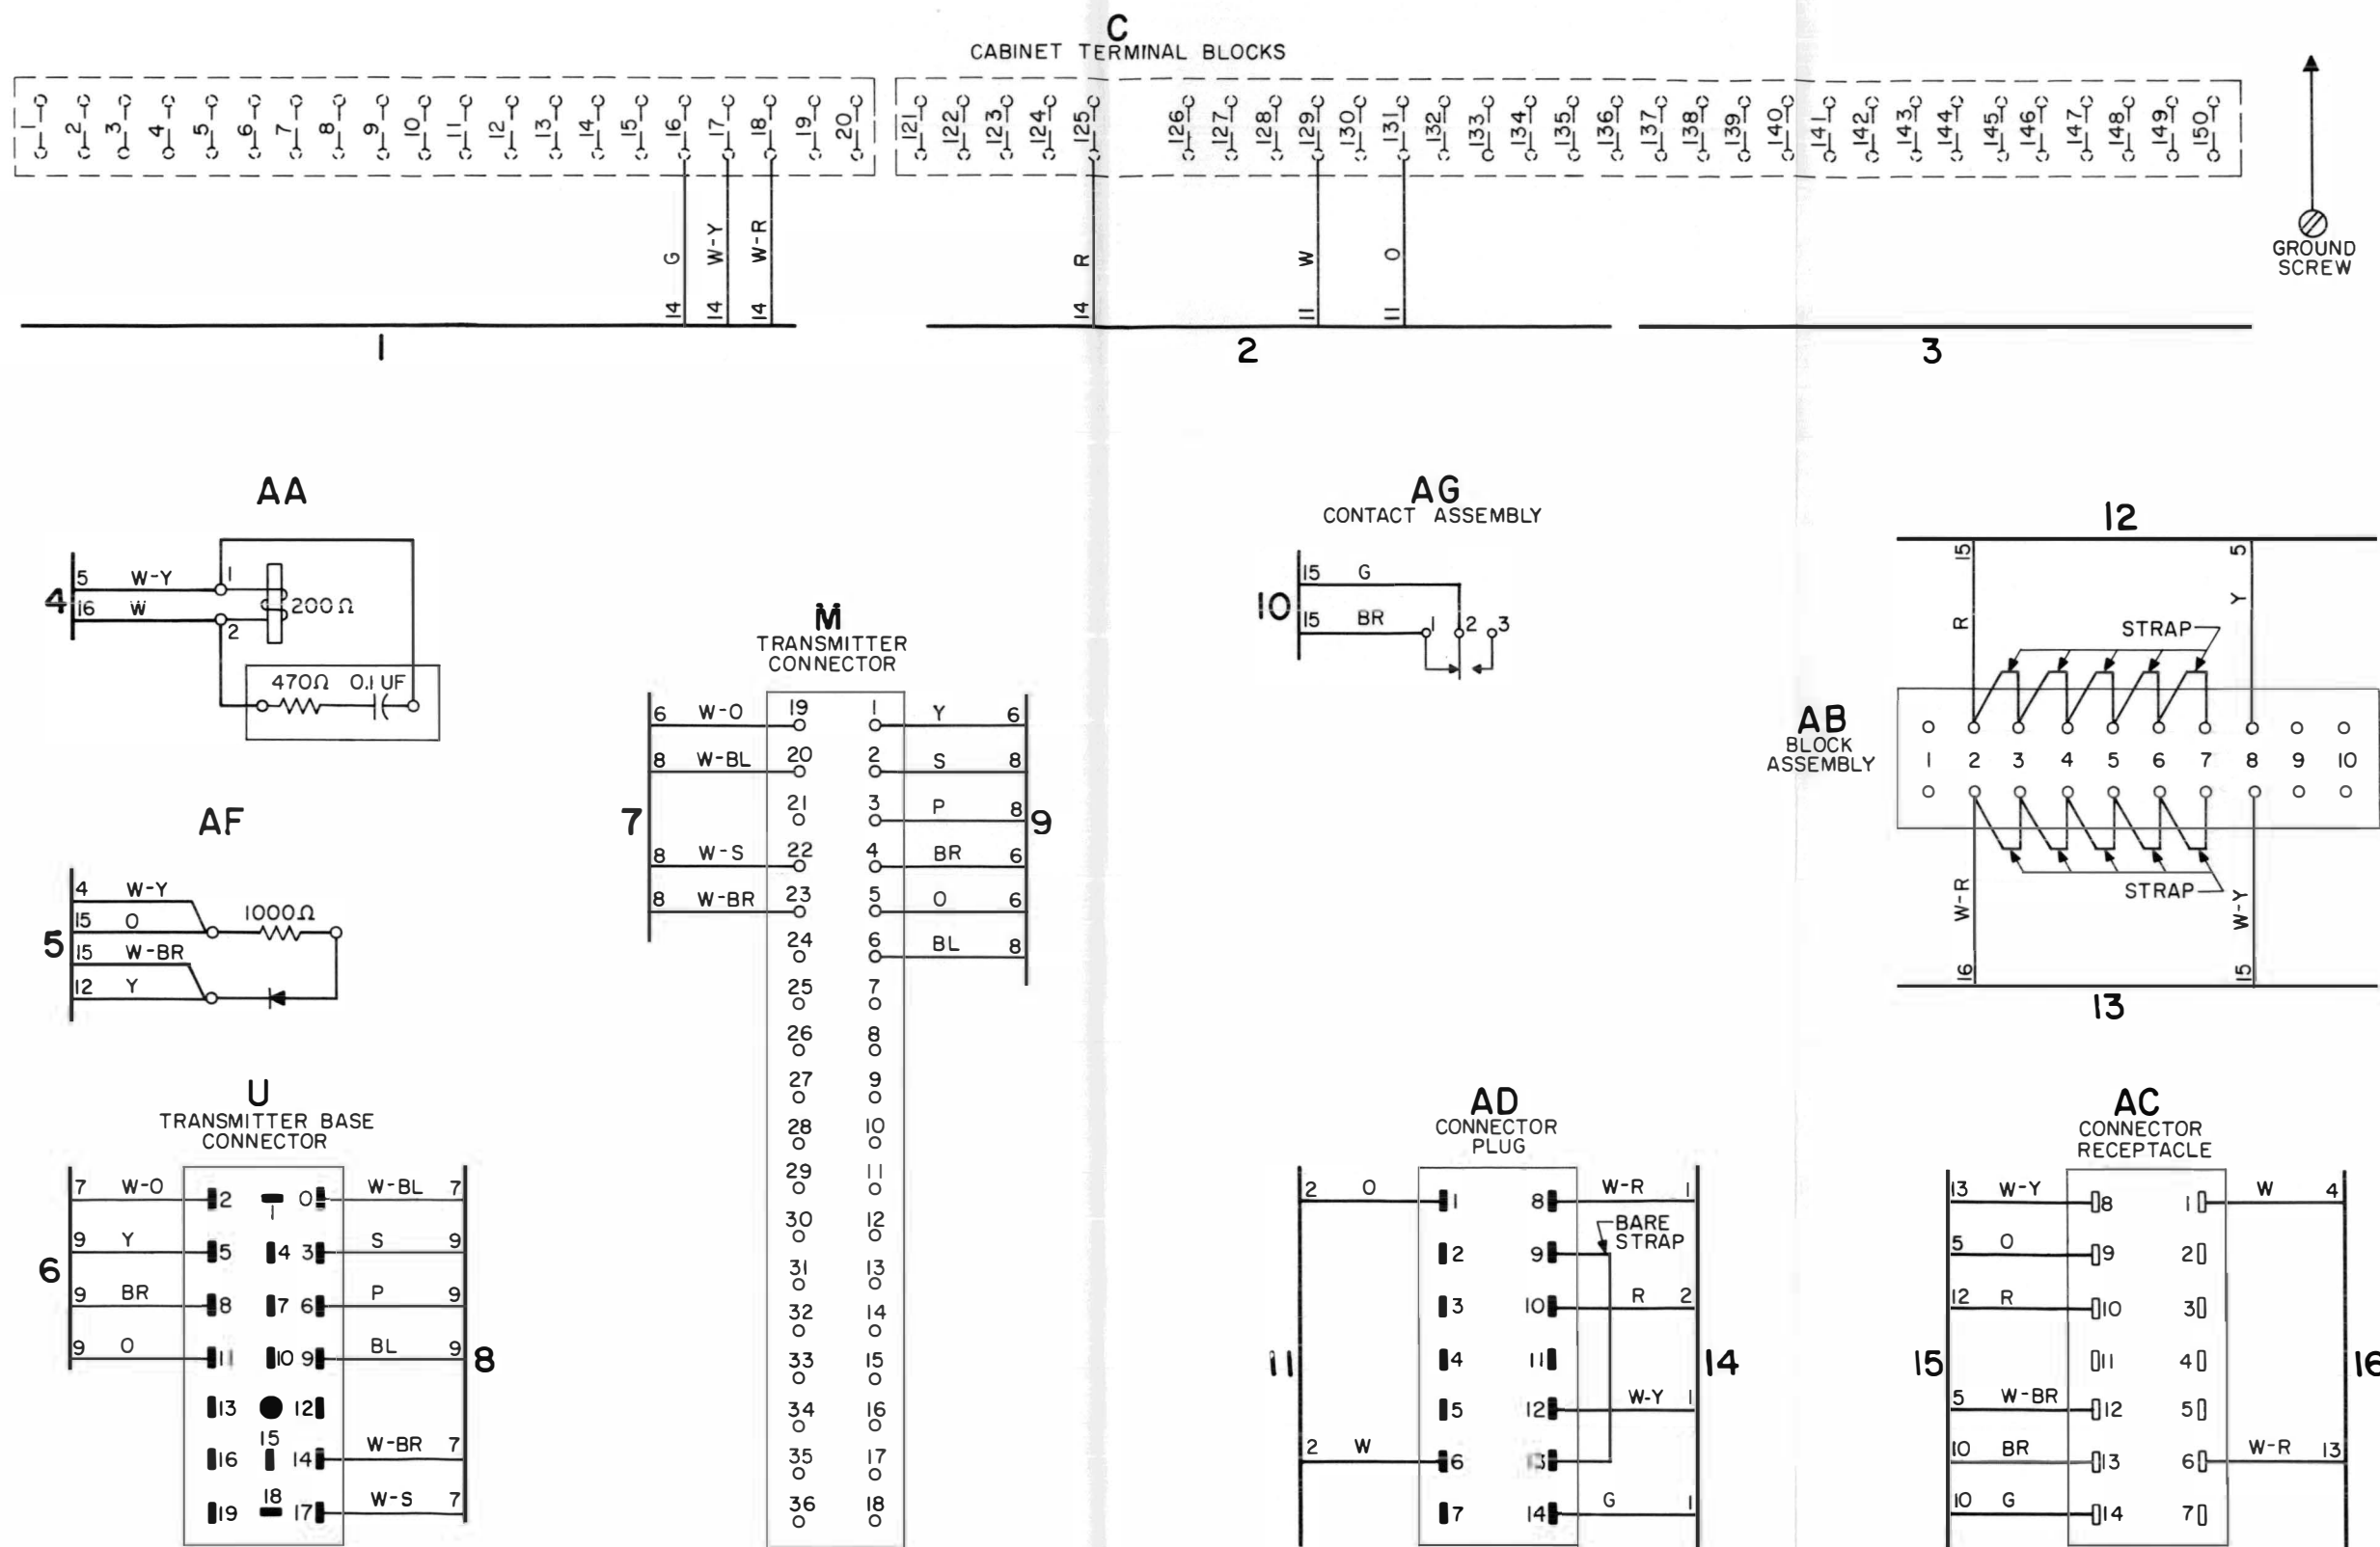 C
CABINET TERMINAL BLOCKS
1 2 3 4 5 6 7 8 9 10 11 12 13 14 15 16 17 18 19 20 121 122 123 124 125 126 127 128 129 130 131 132 133 134 135 136 137 138 139 140 141 142 143 144 145 146 147 148 149 150
G W-Y W-R R W O
14 14 14 14 11 11
1 2 3
GROUND
SCREW
AA
4
5 W-Y 1
16 W 2
200Ω
470Ω 0.1 UF
AF
5
4 W-Y
15 O 1000Ω
15 W-BR
12 Y
U
TRANSMITTER BASE
CONNECTOR
6 8
7 W-O 2 1 0 W-BL 7
9 Y 5 4 3 S 9
9 BR 8 7 6 P 9
9 O 11 10 9 BL 9
13 12
16 15 14 W-BR 7
19 18 17 W-S 7
M
TRANSMITTER
CONNECTOR
7 9
6 W-O 19 1 Y 6
8 W-BL 20 2 S 8
21 3 P 8
8 W-S 22 4 BR 6
8 W-BR 23 5 O 6
24 6 BL 8
25 7
26 8
27 9
28 10
29 11
30 12
31 13
32 14
33 15
34 16
35 17
36 18
AG
CONTACT ASSEMBLY
10
15 G
15 BR 1 2 3
12
15 5
R Y
STRAP
AB
BLOCK
ASSEMBLY
1 2 3 4 5 6 7 8 9 10
STRAP
W-R W-Y
16 15
13
AD
CONNECTOR
PLUG
11 14
2 O 1 8 W-R 1
BARE
STRAP
2 9
3 10 R 2
4 11
5 12 W-Y 1
2 W 6 13
7 14 G 1
AC
CONNECTOR
RECEPTACLE
15 16
13 W-Y 8 1 W 4
5 O 9 2
12 R 10 3
11 4
5 W-BR 12 5
10 BR 13 6 W-R 13
10 G 14 7